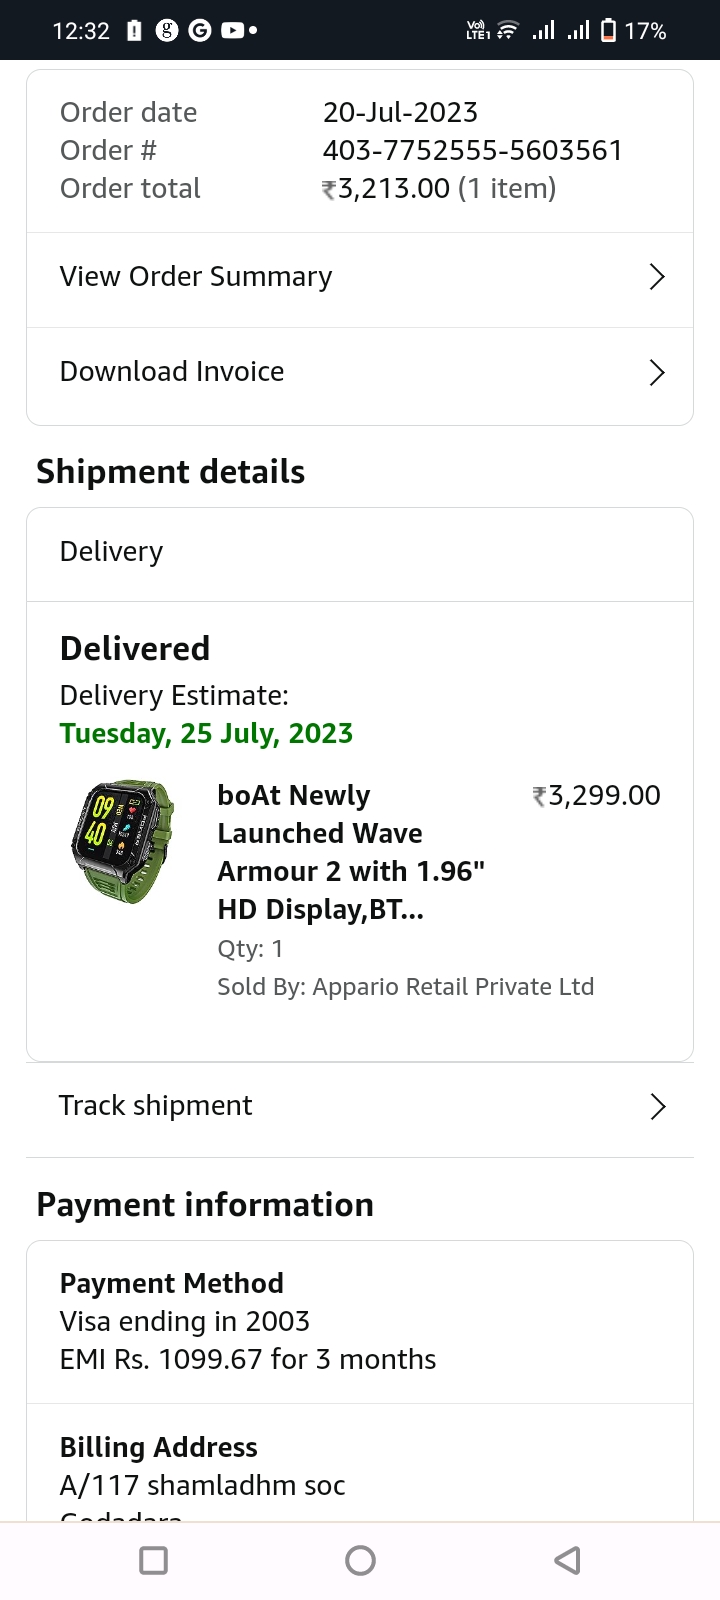 12:32
Vo)) LTE1
17%
Order date 20-Jul-2023
Order # 403-7752555-5603561
Order total ₹3,213.00 (1 item)
View Order Summary
Download Invoice
Shipment details
Delivery
Delivered
Delivery Estimate:
Tuesday, 25 July, 2023
09
40
boAt Newly ₹3,299.00
Launched Wave
Armour 2 with 1.96"
HD Display,BT...
Qty: 1
Sold By: Appario Retail Private Ltd
Track shipment
Payment information
Payment Method
Visa ending in 2003
EMI Rs. 1099.67 for 3 months
Billing Address
A/117 shamladhm soc
Godadara